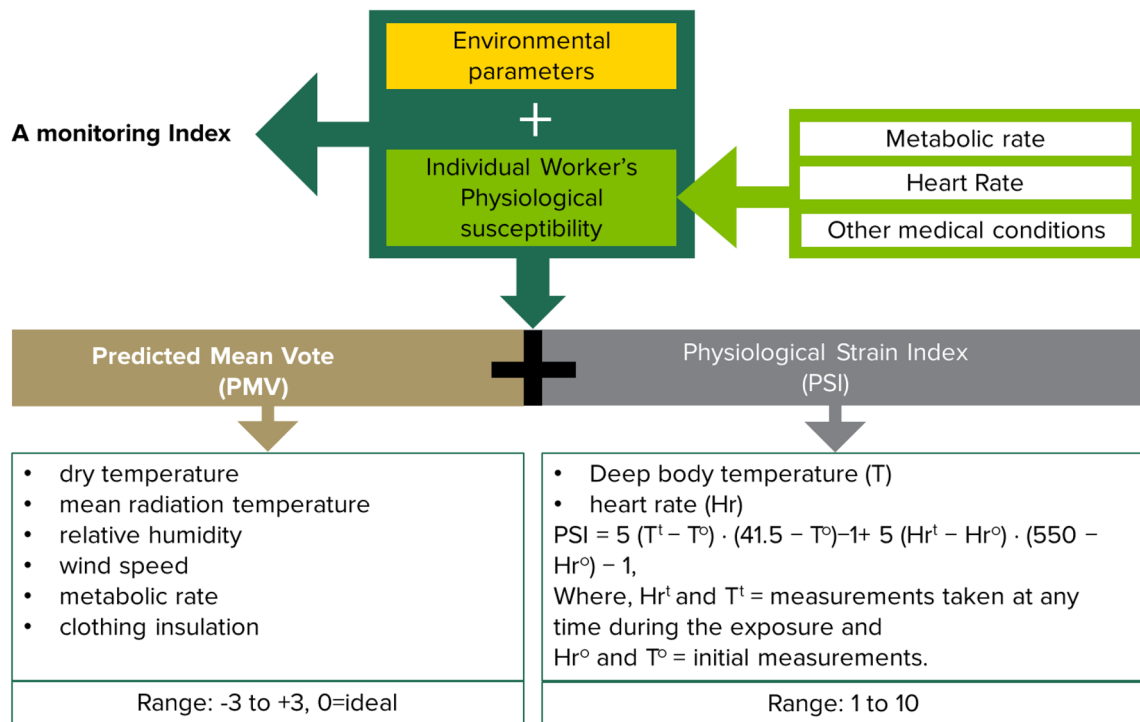 Environmental
parameters
+
A monitoring Index
Individual Worker’s
Physiological
susceptibility
Metabolic rate
Heart Rate
Other medical conditions
Predicted Mean Vote
(PMV)
+
Physiological Strain Index
(PSI)
• dry temperature
• mean radiation temperature
• relative humidity
• wind speed
• metabolic rate
• clothing insulation
Range: -3 to +3, 0=ideal
• Deep body temperature (T)
• heart rate (Hr)
PSI = 5 (Tᵗ – Tᵒ) · (41.5 – Tᵒ)–1+ 5 (Hrᵗ – Hrᵒ) · (550 –
Hrᵒ) – 1,
Where, Hrᵗ and Tᵗ = measurements taken at any
time during the exposure and
Hrᵒ and Tᵒ = initial measurements.
Range: 1 to 10